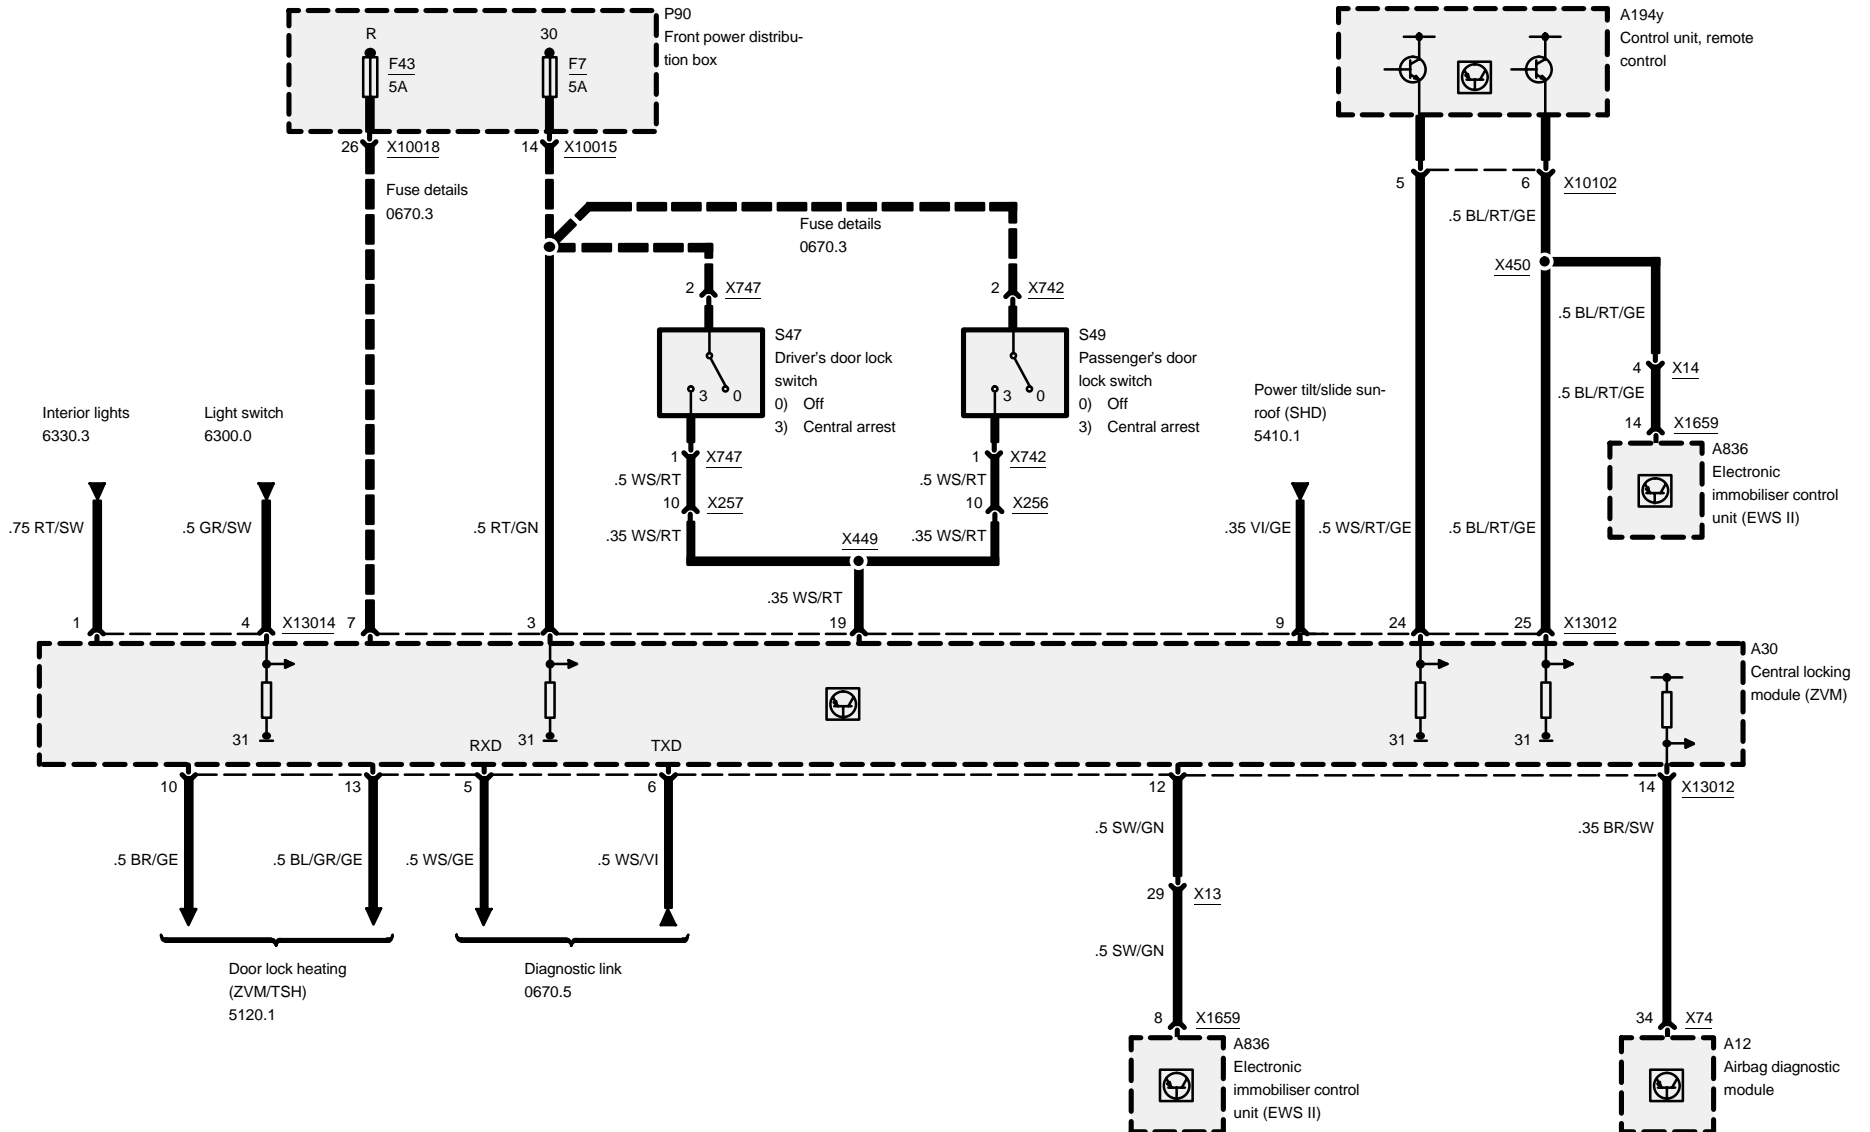 P90
Front power distribu-
tion box
R
30
F43
5A
F7
5A
26
X10018
14
X10015
Fuse details
0670.3
A194y
Control unit, remote
control
5
6
X10102
.5 BL/RT/GE
Fuse details
0670.3
X450
2
X747
2
X742
.5 BL/RT/GE
S47
Driver's door lock
switch
0) Off
3) Central arrest
3
0
S49
Passenger's door
lock switch
0) Off
3) Central arrest
3
0
4
X14
.5 BL/RT/GE
14
X1659
A836
Electronic
immobiliser control
unit (EWS II)
Interior lights
6330.3
Light switch
6300.0
Power tilt/slide sun-
roof (SHD)
5410.1
1
X747
.5 WS/RT
10
X257
.35 WS/RT
1
X742
.5 WS/RT
10
X256
.35 WS/RT
X449
.35 WS/RT
.75 RT/SW
.5 GR/SW
.5 RT/GN
.35 VI/GE
.5 WS/RT/GE
.5 BL/RT/GE
1
4
X13014
7
3
19
9
24
25
X13012
A30
Central locking
module (ZVM)
31
RXD
31
TXD
31
31
10
13
5
6
12
14
X13012
.5 BR/GE
.5 BL/GR/GE
.5 WS/GE
.5 WS/VI
.5 SW/GN
.35 BR/SW
29
X13
.5 SW/GN
Door lock heating
(ZVM/TSH)
5120.1
Diagnostic link
0670.5
8
X1659
A836
Electronic
immobiliser control
unit (EWS II)
34
X74
A12
Airbag diagnostic
module